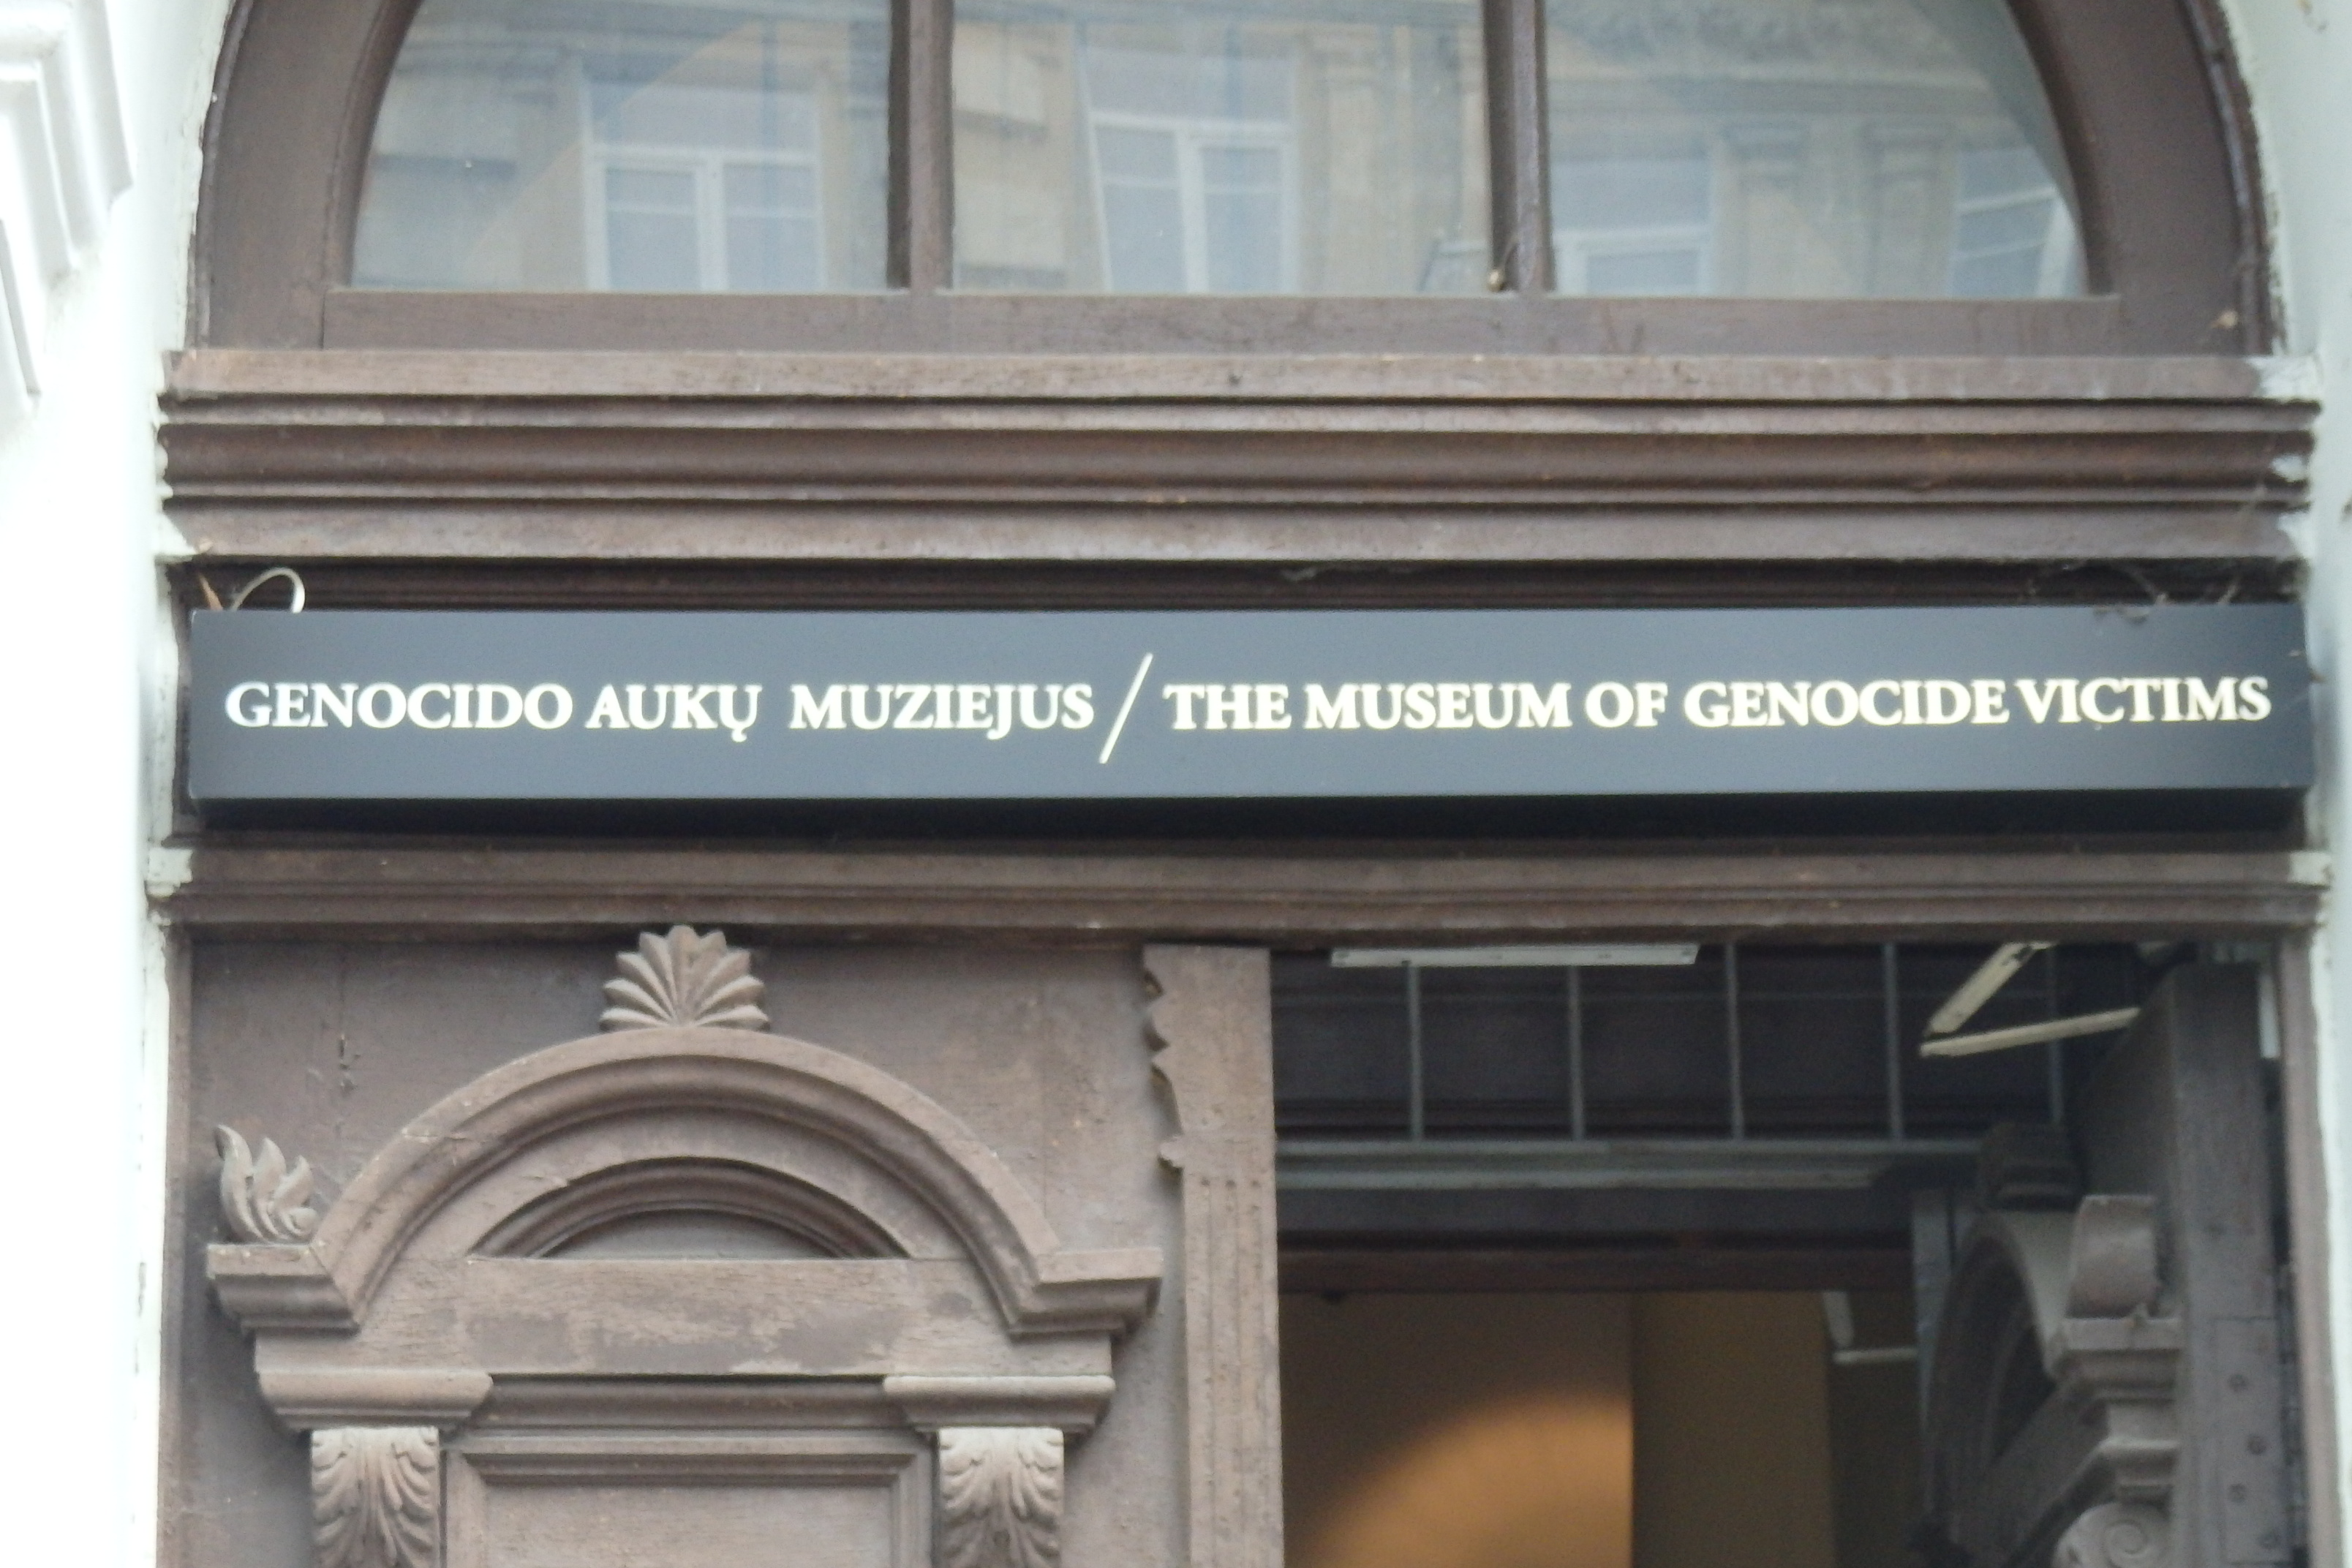 GENOCIDO AUKŲ MUZIEJUS / THE MUSEUM OF GENOCIDE VICTIMS